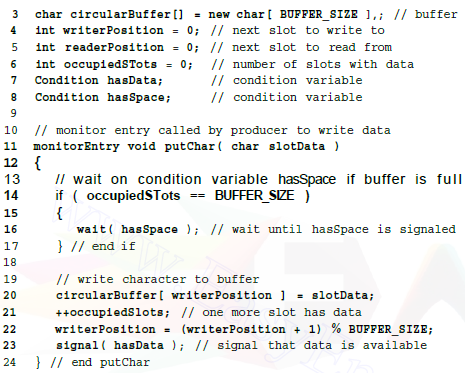 3 char circularBuffer[] = new char[ BUFFER_SIZE ],; // buffer
4 int writerPosition = 0; // next slot to write to
5 int readerPosition = 0; // next slot to read from
6 int occupiedSTots = 0; // number of slots with data
7 Condition hasData; // condition variable
8 Condition hasSpace; // condition variable
9
10 // monitor entry called by producer to write data
11 monitorEntry void putChar( char slotData )
12 {
13 // wait on condition variable hasSpace if buffer is full
14 if ( occupiedSTots == BUFFER_SIZE )
15 {
16 wait( hasSpace ); // wait until hasSpace is signaled
17 } // end if
18
19 // write character to buffer
20 circularBuffer[ writerPosition ] = slotData;
21 ++occupiedSlots; // one more slot has data
22 writerPosition = (writerPosition + 1) % BUFFER_SIZE;
23 signal( hasData ); // signal that data is available
24 } // end putChar